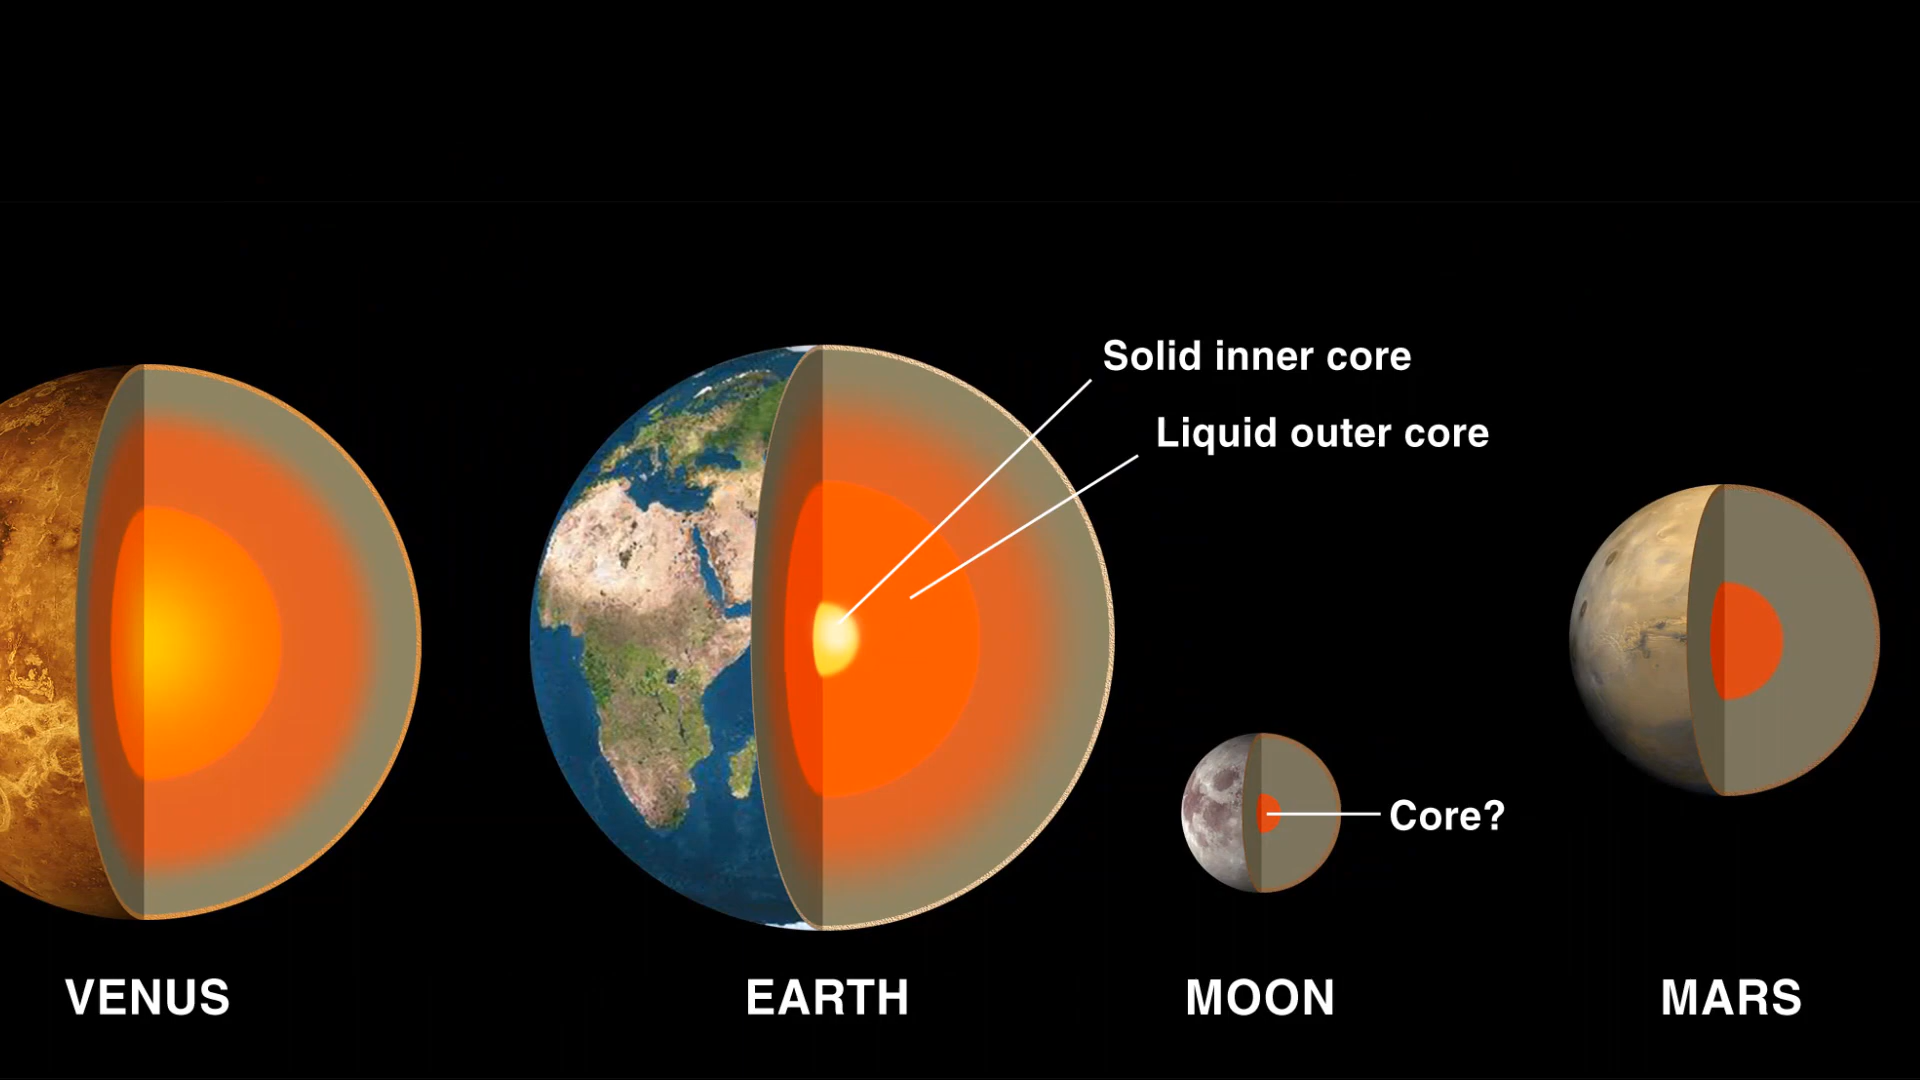 Solid inner core
Liquid outer core
Core?
VENUS
EARTH
MOON
MARS